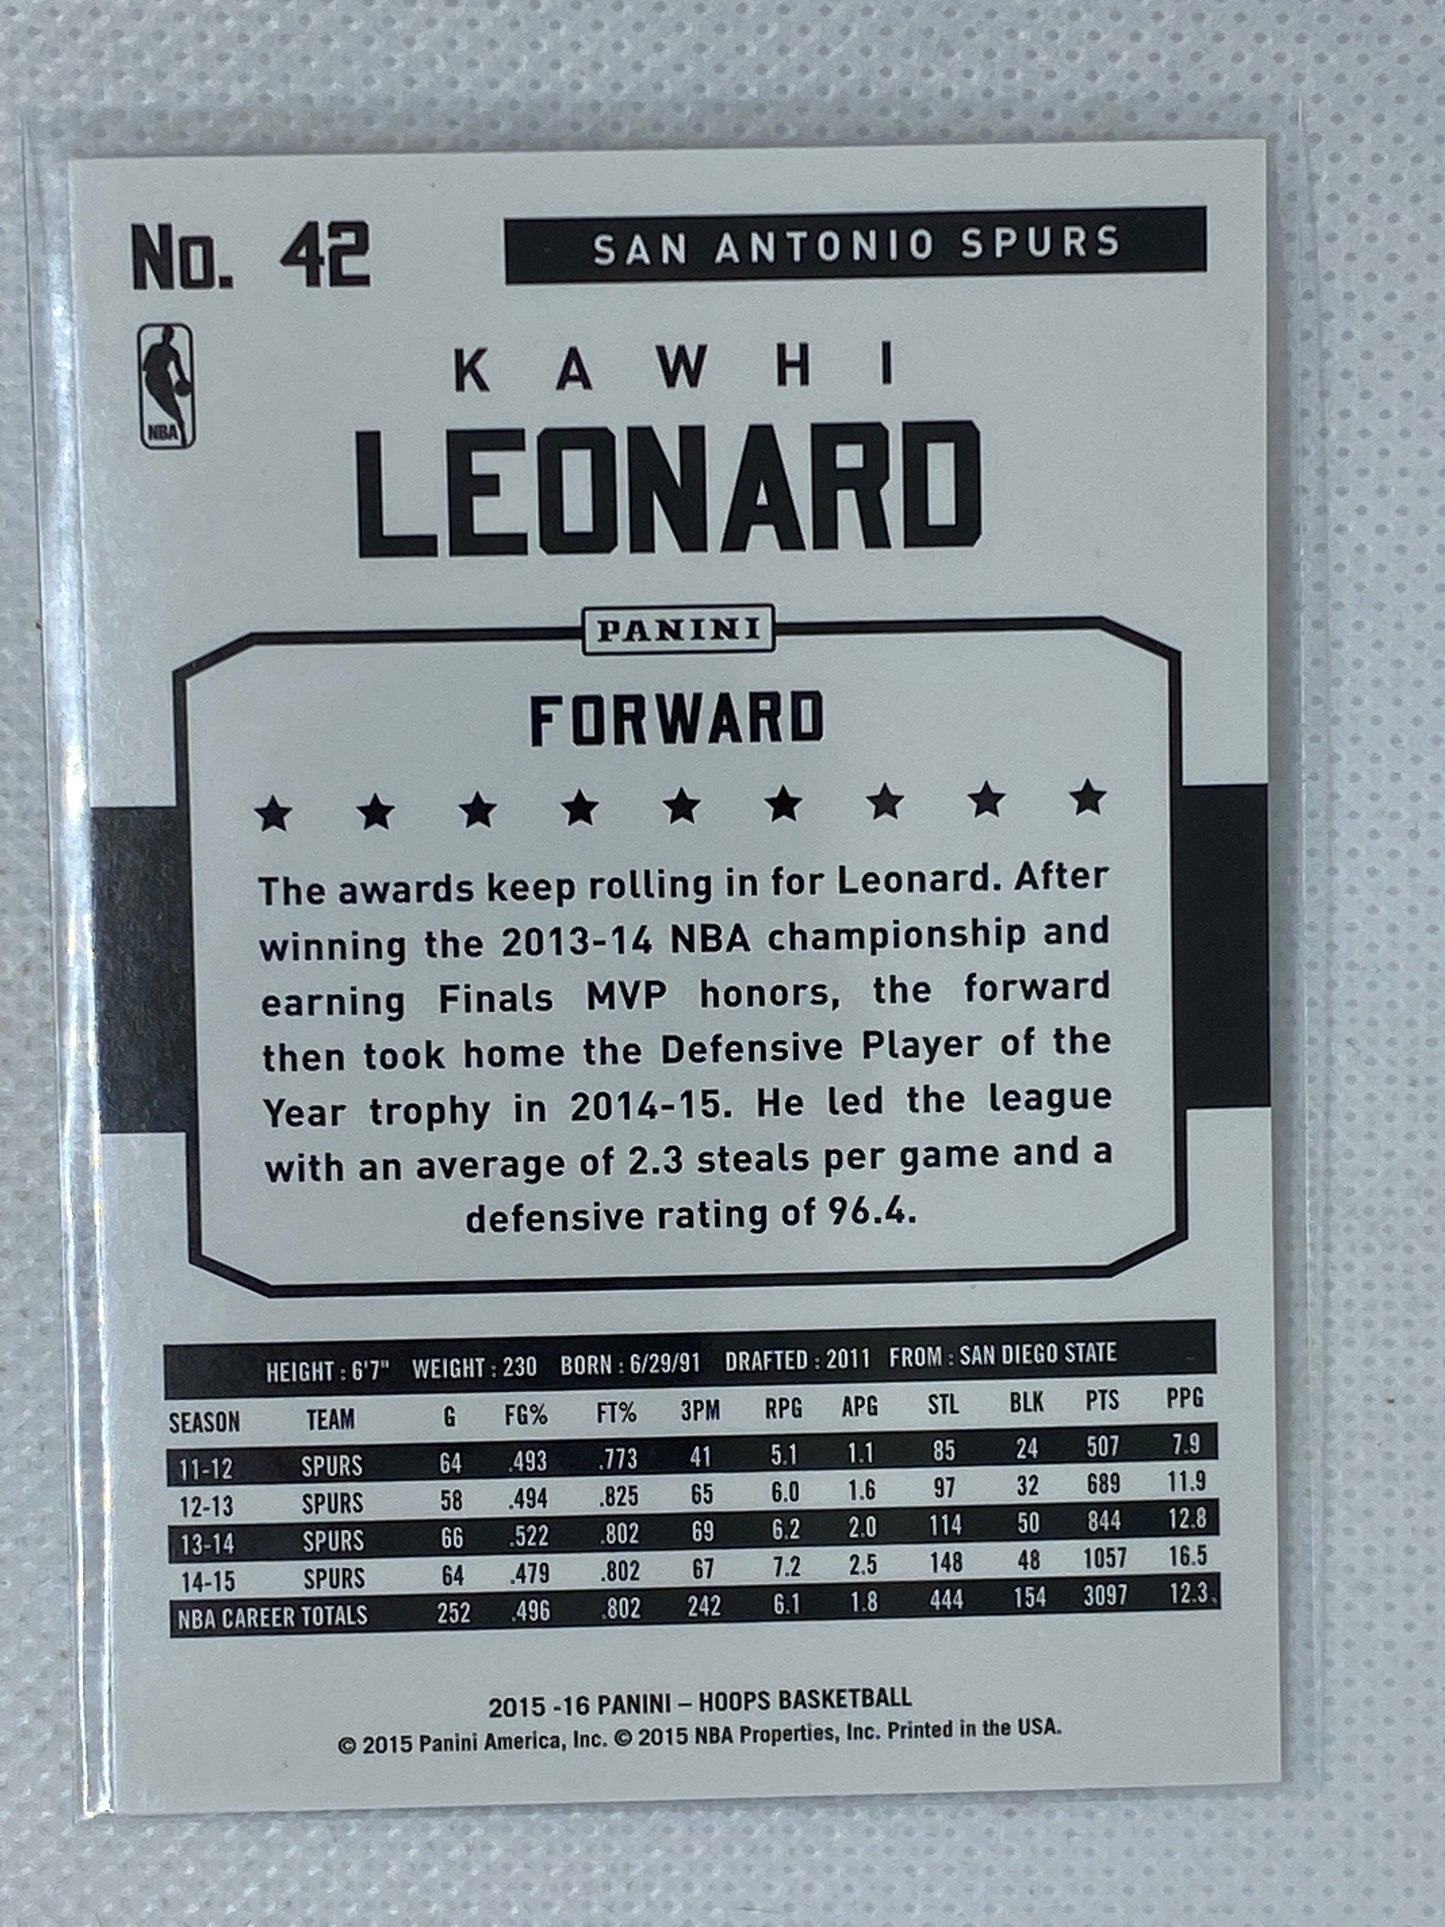 No. 42
SAN ANTONIO SPURS
NBA
KAWHI
LEONARD
PANINI
FORWARD
The awards keep rolling in for Leonard. After
winning the 2013-14 NBA championship and
earning Finals MVP honors, the forward
then took home the Defensive Player of the
Year trophy in 2014-15. He led the league
with an average of 2.3 steals per game and a
defensive rating of 96.4.
HEIGHT : 6'7" WEIGHT : 230 BORN : 6/29/91 DRAFTED : 2011 FROM : SAN DIEGO STATE
SEASON TEAM G FG% FT% 3PM RPG APG STL BLK PTS PPG
11-12 SPURS 64 .493 .773 41 5.1 1.1 85 24 507 7.9
12-13 SPURS 58 .494 .825 65 6.0 1.6 97 32 689 11.9
13-14 SPURS 66 .522 .802 69 6.2 2.0 114 50 844 12.8
14-15 SPURS 64 .479 .802 67 7.2 2.5 148 48 1057 16.5
NBA CAREER TOTALS 252 .496 .802 242 6.1 1.8 444 154 3097 12.3
2015 -16 PANINI – HOOPS BASKETBALL
© 2015 Panini America, Inc. © 2015 NBA Properties, Inc. Printed in the USA.